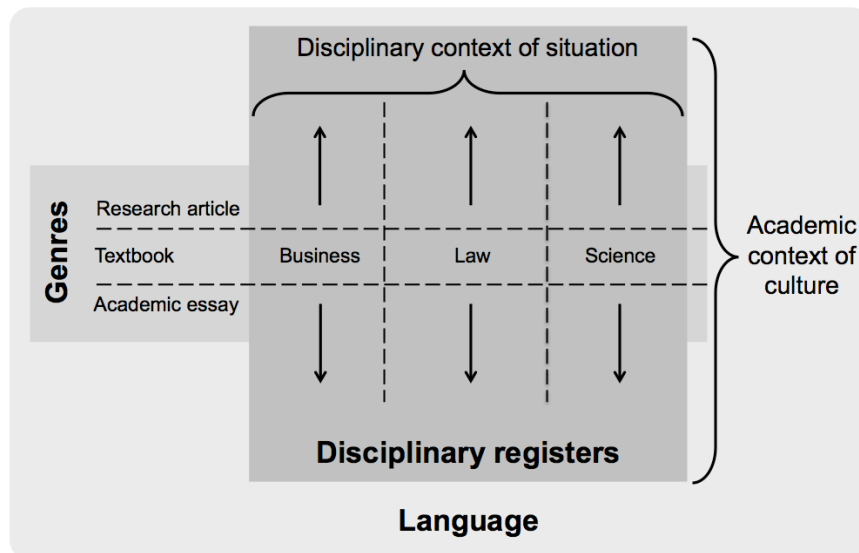 Disciplinary context of situation
Genres
Research article
Textbook
Academic essay
Business
Law
Science
Academic
context of
culture
Disciplinary registers
Language